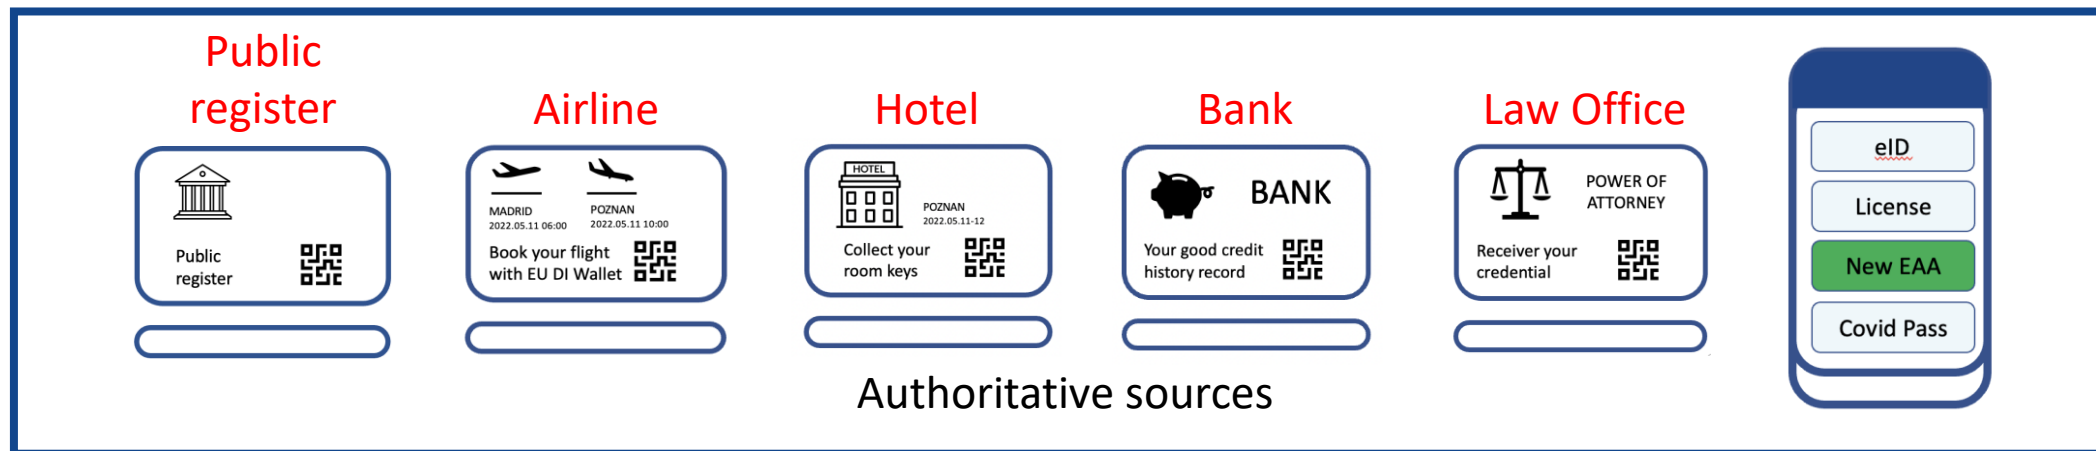 Public
register
Public
register
Airline
MADRID
2022.05.11 06:00
POZNAN
2022.05.11 10:00
Book your flight
with EU DI Wallet
Hotel
HOTEL
POZNAN
2022.05.11-12
Collect your
room keys
Bank
BANK
Your good credit
history record
Law Office
POWER OF
ATTORNEY
Receiver your
credential
eID
License
New EAA
Covid Pass
Authoritative sources